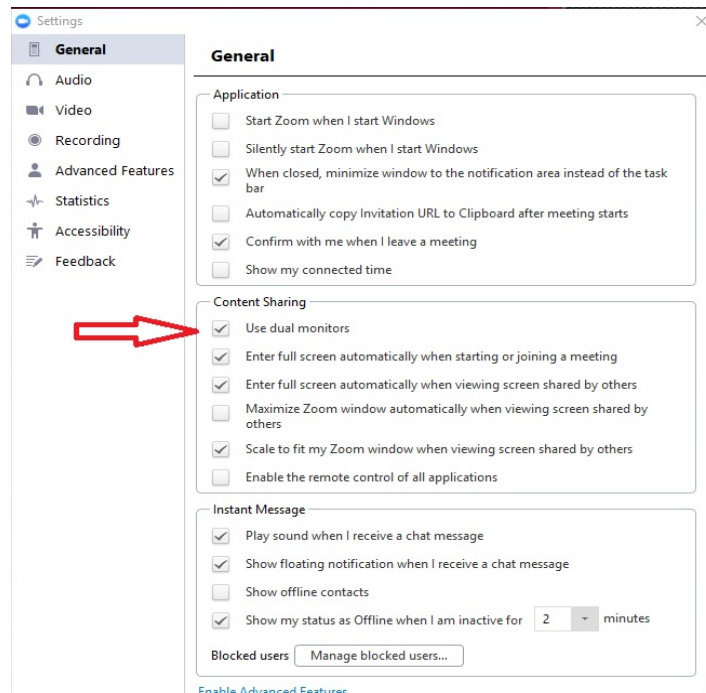 Settings
General
Audio
Video
Recording
Advanced Features
Statistics
Accessibility
Feedback
General
Application
Start Zoom when I start Windows
Silently start Zoom when I start Windows
When closed, minimize window to the notification area instead of the task
bar
Automatically copy Invitation URL to Clipboard after meeting starts
Confirm with me when I leave a meeting
Show my connected time
Content Sharing
Use dual monitors
Enter full screen automatically when starting or joining a meeting
Enter full screen automatically when viewing screen shared by others
Maximize Zoom window automatically when viewing screen shared by
others
Scale to fit my Zoom window when viewing screen shared by others
Enable the remote control of all applications
Instant Message
Play sound when I receive a chat message
Show floating notification when I receive a chat message
Show offline contacts
Show my status as Offline when I am inactive for 2 minutes
Blocked users Manage blocked users...
Enable Advanced Features